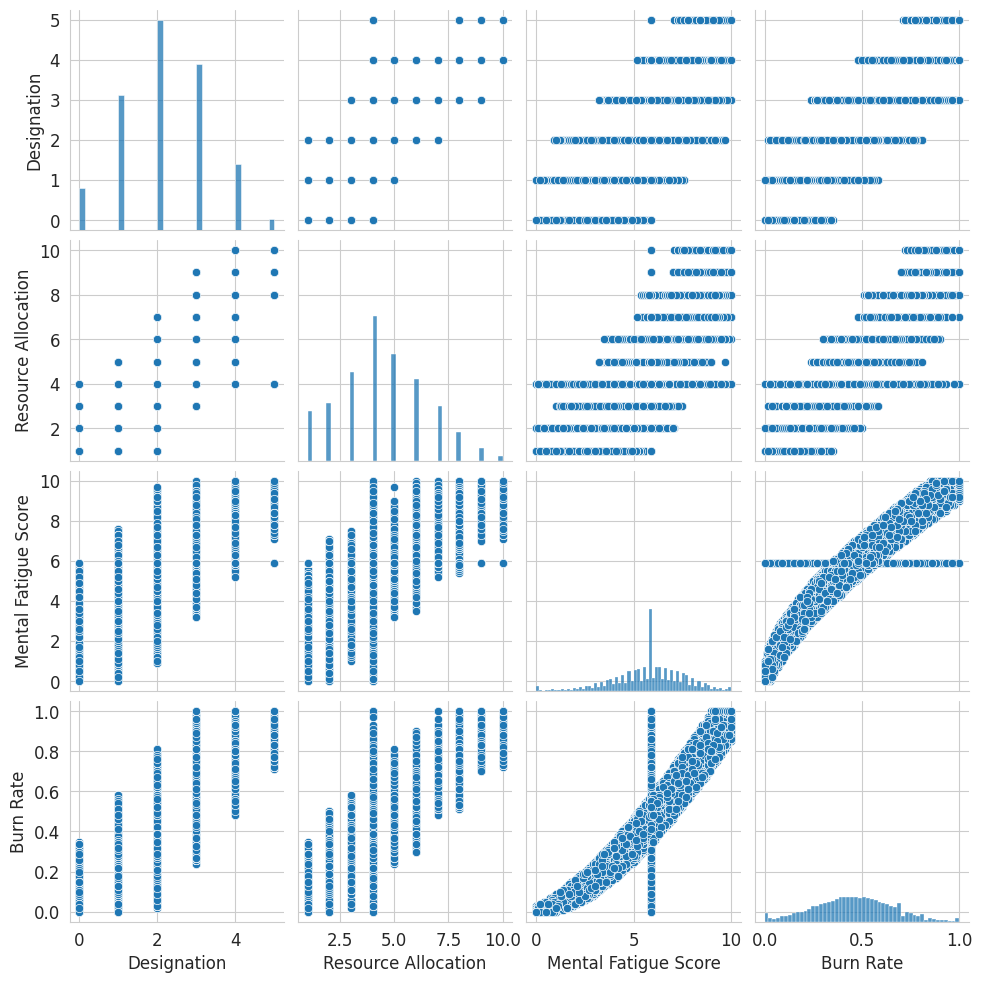 5
4
3
2
1
0
Designation
10
8
6
4
2
Resource Allocation
10
8
6
4
2
0
Mental Fatigue Score
1.0
0.8
0.6
0.4
0.2
0.0
Burn Rate
0 2 4
2.5 5.0 7.5 10.0
0 5 10
0.0 0.5 1.0
Designation
Resource Allocation
Mental Fatigue Score
Burn Rate